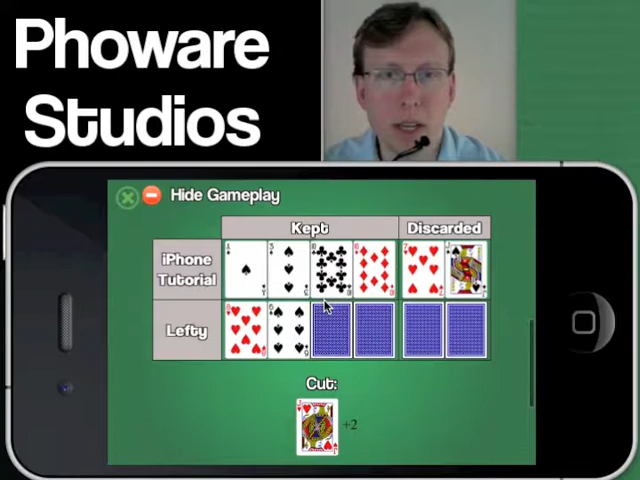 Phoware
Studios
Hide Gameplay
Kept Discarded
iPhone
Tutorial
Lefty
Cut:
+2